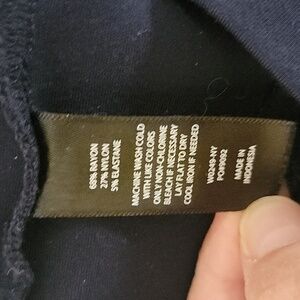 68% RAYON
27% NYLON
5% ELASTANE
MACHINE WASH COLD
WITH LIKE COLORS
ONLY NON-CHLORINE
BLEACH IF NECESSARY
LAY FLAT TO DRY
COOL IRON IF NEEDED
MADE IN
INDONESIA